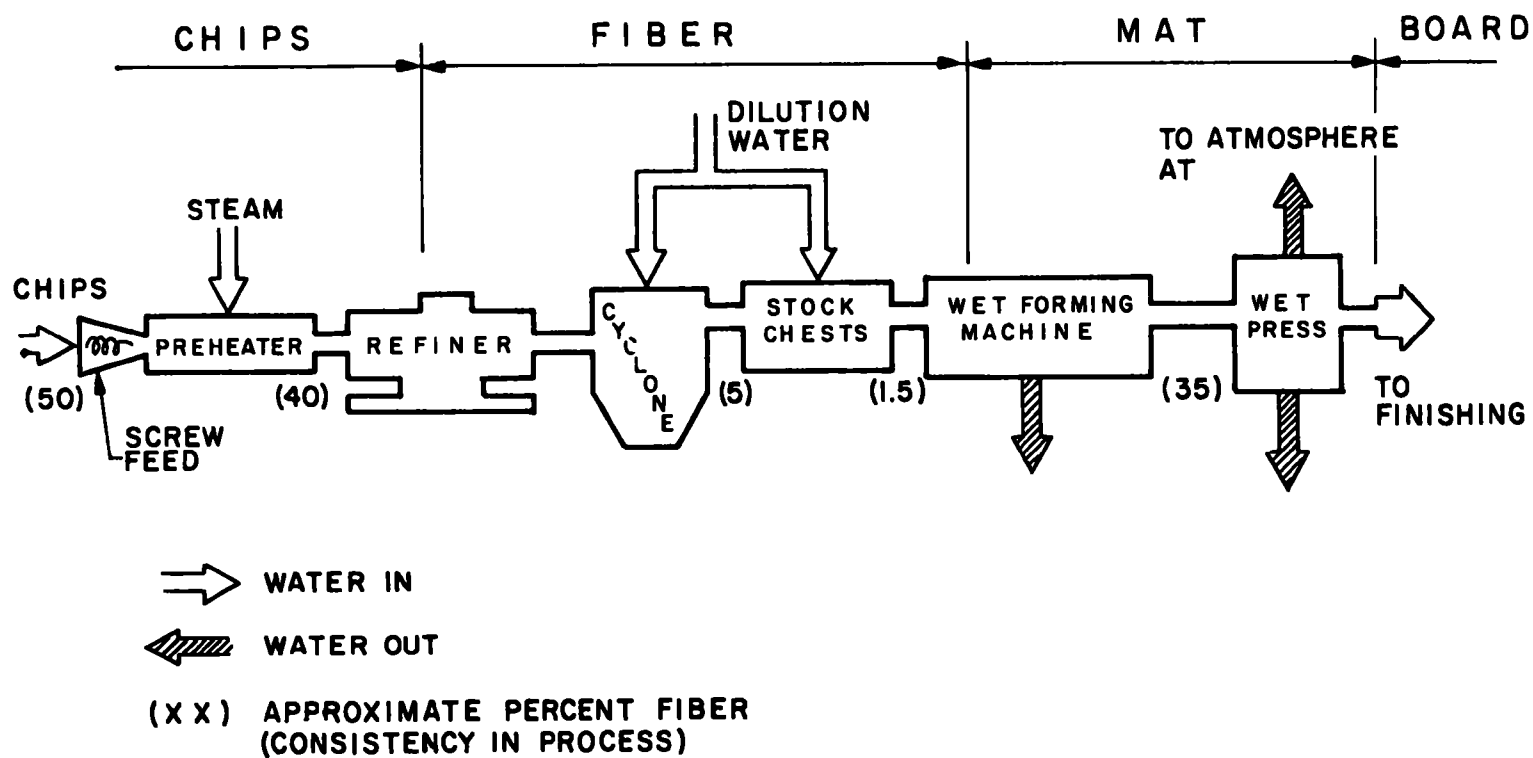 CHIPS
FIBER
MAT
BOARD
DILUTION
WATER
TO ATMOSPHERE
AT
STEAM
CHIPS
PREHEATER
REFINER
CYCLONE
STOCK
CHESTS
WET FORMING
MACHINE
WET
PRESS
(50)
(40)
(5)
(1.5)
(35)
TO
FINISHING
SCREW
FEED
WATER IN
WATER OUT
(XX) APPROXIMATE PERCENT FIBER
(CONSISTENCY IN PROCESS)